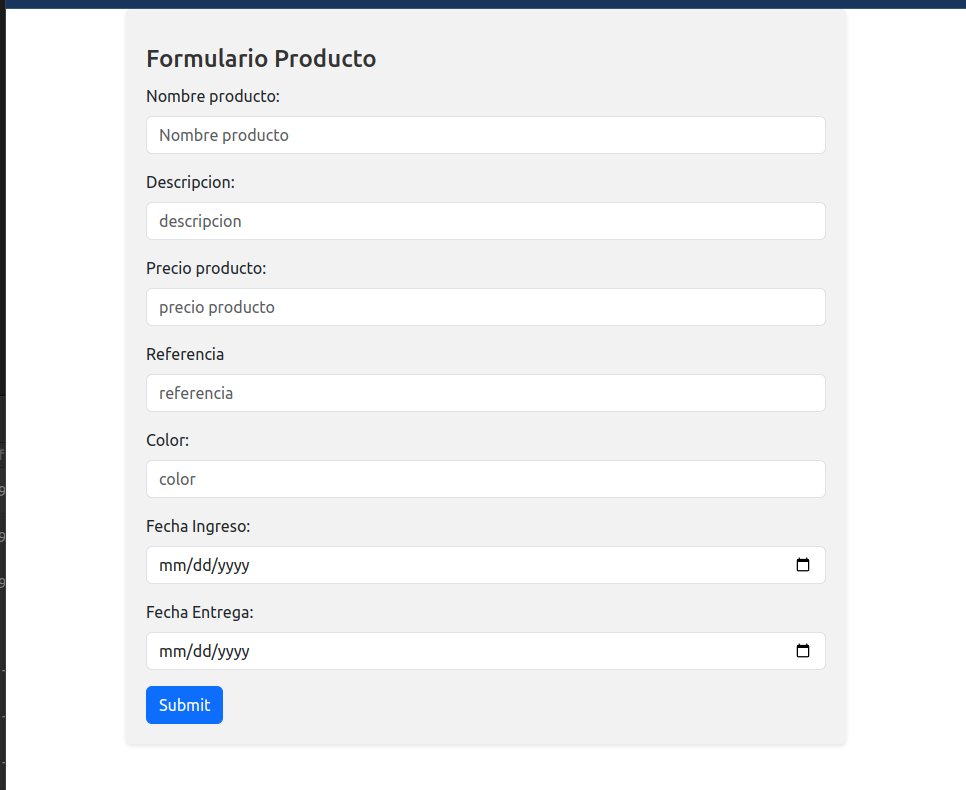 Formulario Producto
Nombre producto:
Nombre producto
Descripcion:
descripcion
Precio producto:
precio producto
Referencia
referencia
Color:
color
Fecha Ingreso:
mm/dd/yyyy
Fecha Entrega:
mm/dd/yyyy
Submit